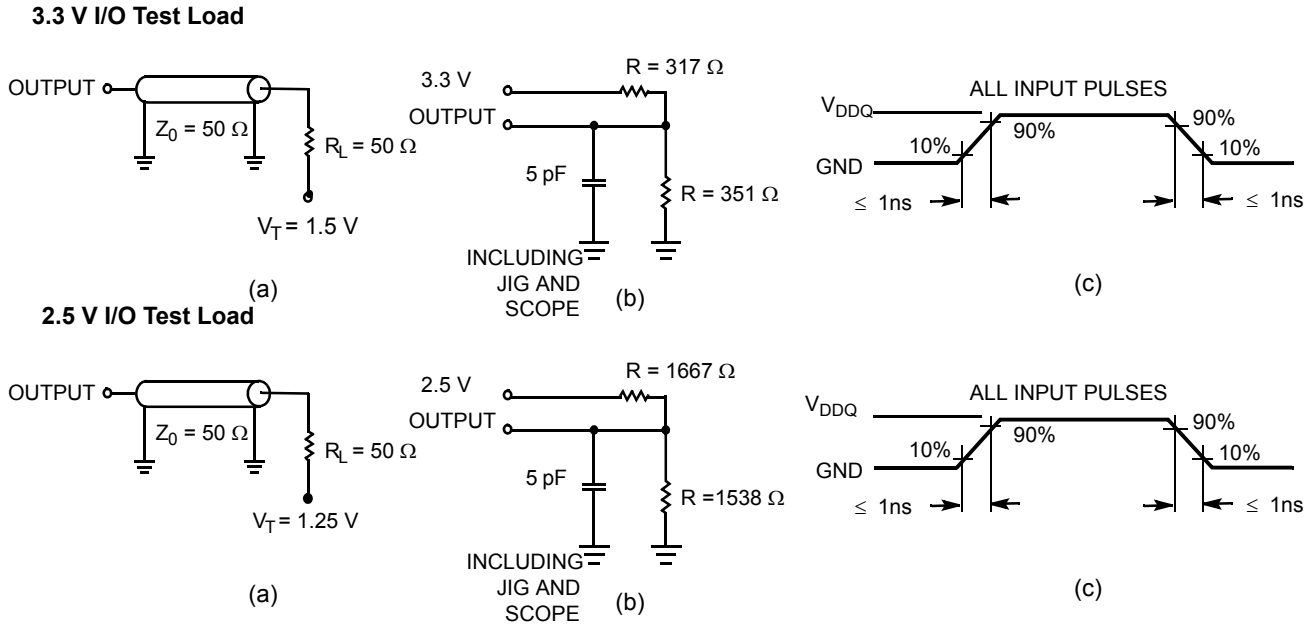 3.3 V I/O Test Load
OUTPUT
Z0 = 50 Ω
RL = 50 Ω
VT = 1.5 V
(a)
3.3 V
OUTPUT
R = 317 Ω
5 pF
R = 351 Ω
INCLUDING
JIG AND
SCOPE
(b)
ALL INPUT PULSES
VDDQ
GND
10%
90%
90%
10%
≤ 1ns
≤ 1ns
(c)
2.5 V I/O Test Load
OUTPUT
Z0 = 50 Ω
RL = 50 Ω
VT = 1.25 V
(a)
2.5 V
OUTPUT
R = 1667 Ω
5 pF
R =1538 Ω
INCLUDING
JIG AND
SCOPE
(b)
ALL INPUT PULSES
VDDQ
GND
10%
90%
90%
10%
≤ 1ns
≤ 1ns
(c)